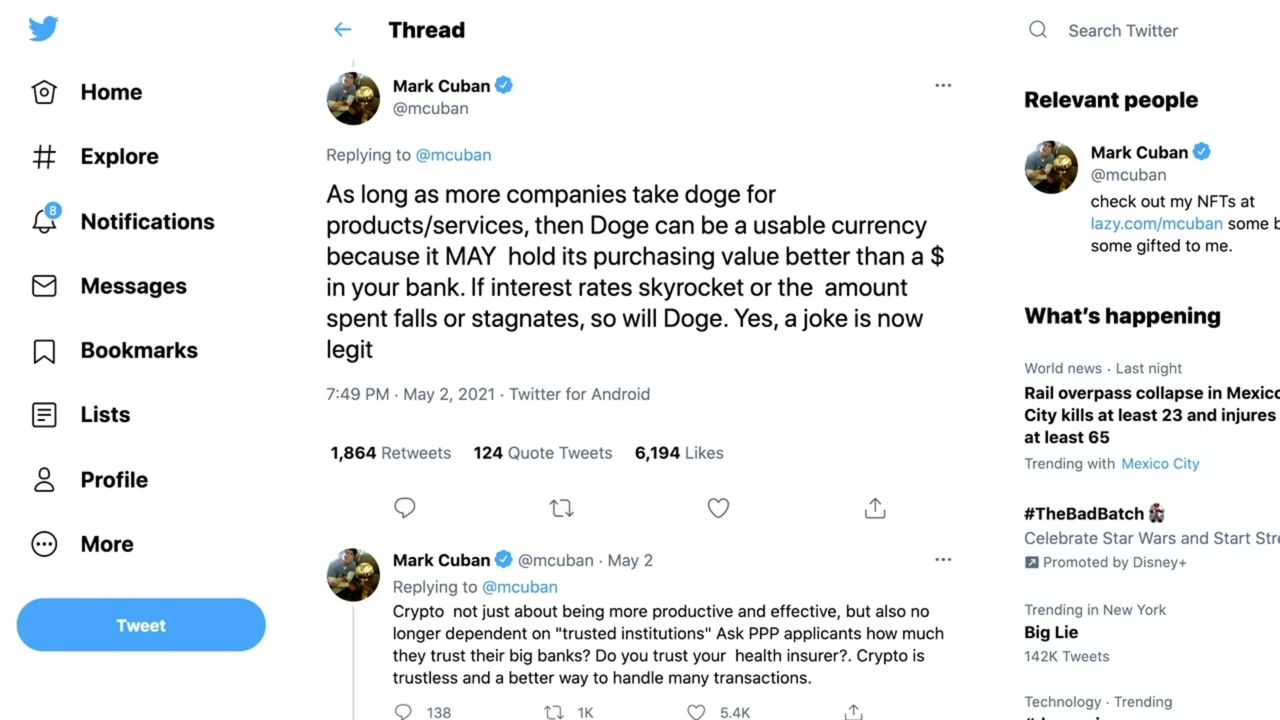 Home
Explore
8
Notifications
Messages
Bookmarks
Lists
Profile
More
Tweet
Thread
Mark Cuban
@mcuban
Replying to @mcuban
As long as more companies take doge for
products/services, then Doge can be a usable currency
because it MAY  hold its purchasing value better than a $
in your bank. If interest rates skyrocket or the  amount
spent falls or stagnates, so will Doge. Yes, a joke is now
legit
7:49 PM · May 2, 2021 · Twitter for Android
1,864 Retweets 124 Quote Tweets 6,194 Likes
Mark Cuban @mcuban · May 2
Replying to @mcuban
Crypto  not just about being more productive and effective, but also no
longer dependent on "trusted institutions" Ask PPP applicants how much
they trust their big banks? Do you trust your  health insurer?. Crypto is
trustless and a better way to handle many transactions.
138 1K 5.4K
Search Twitter
Relevant people
Mark Cuban
@mcuban
check out my NFTs at
lazy.com/mcuban some
some gifted to me.
What's happening
World news · Last night
Rail overpass collapse in Mexico
City kills at least 23 and injures
at least 65
Trending with Mexico City
#TheBadBatch
Celebrate Star Wars and Start
Promoted by Disney+
Trending in New York
Big Lie
142K Tweets
Technology · Trending